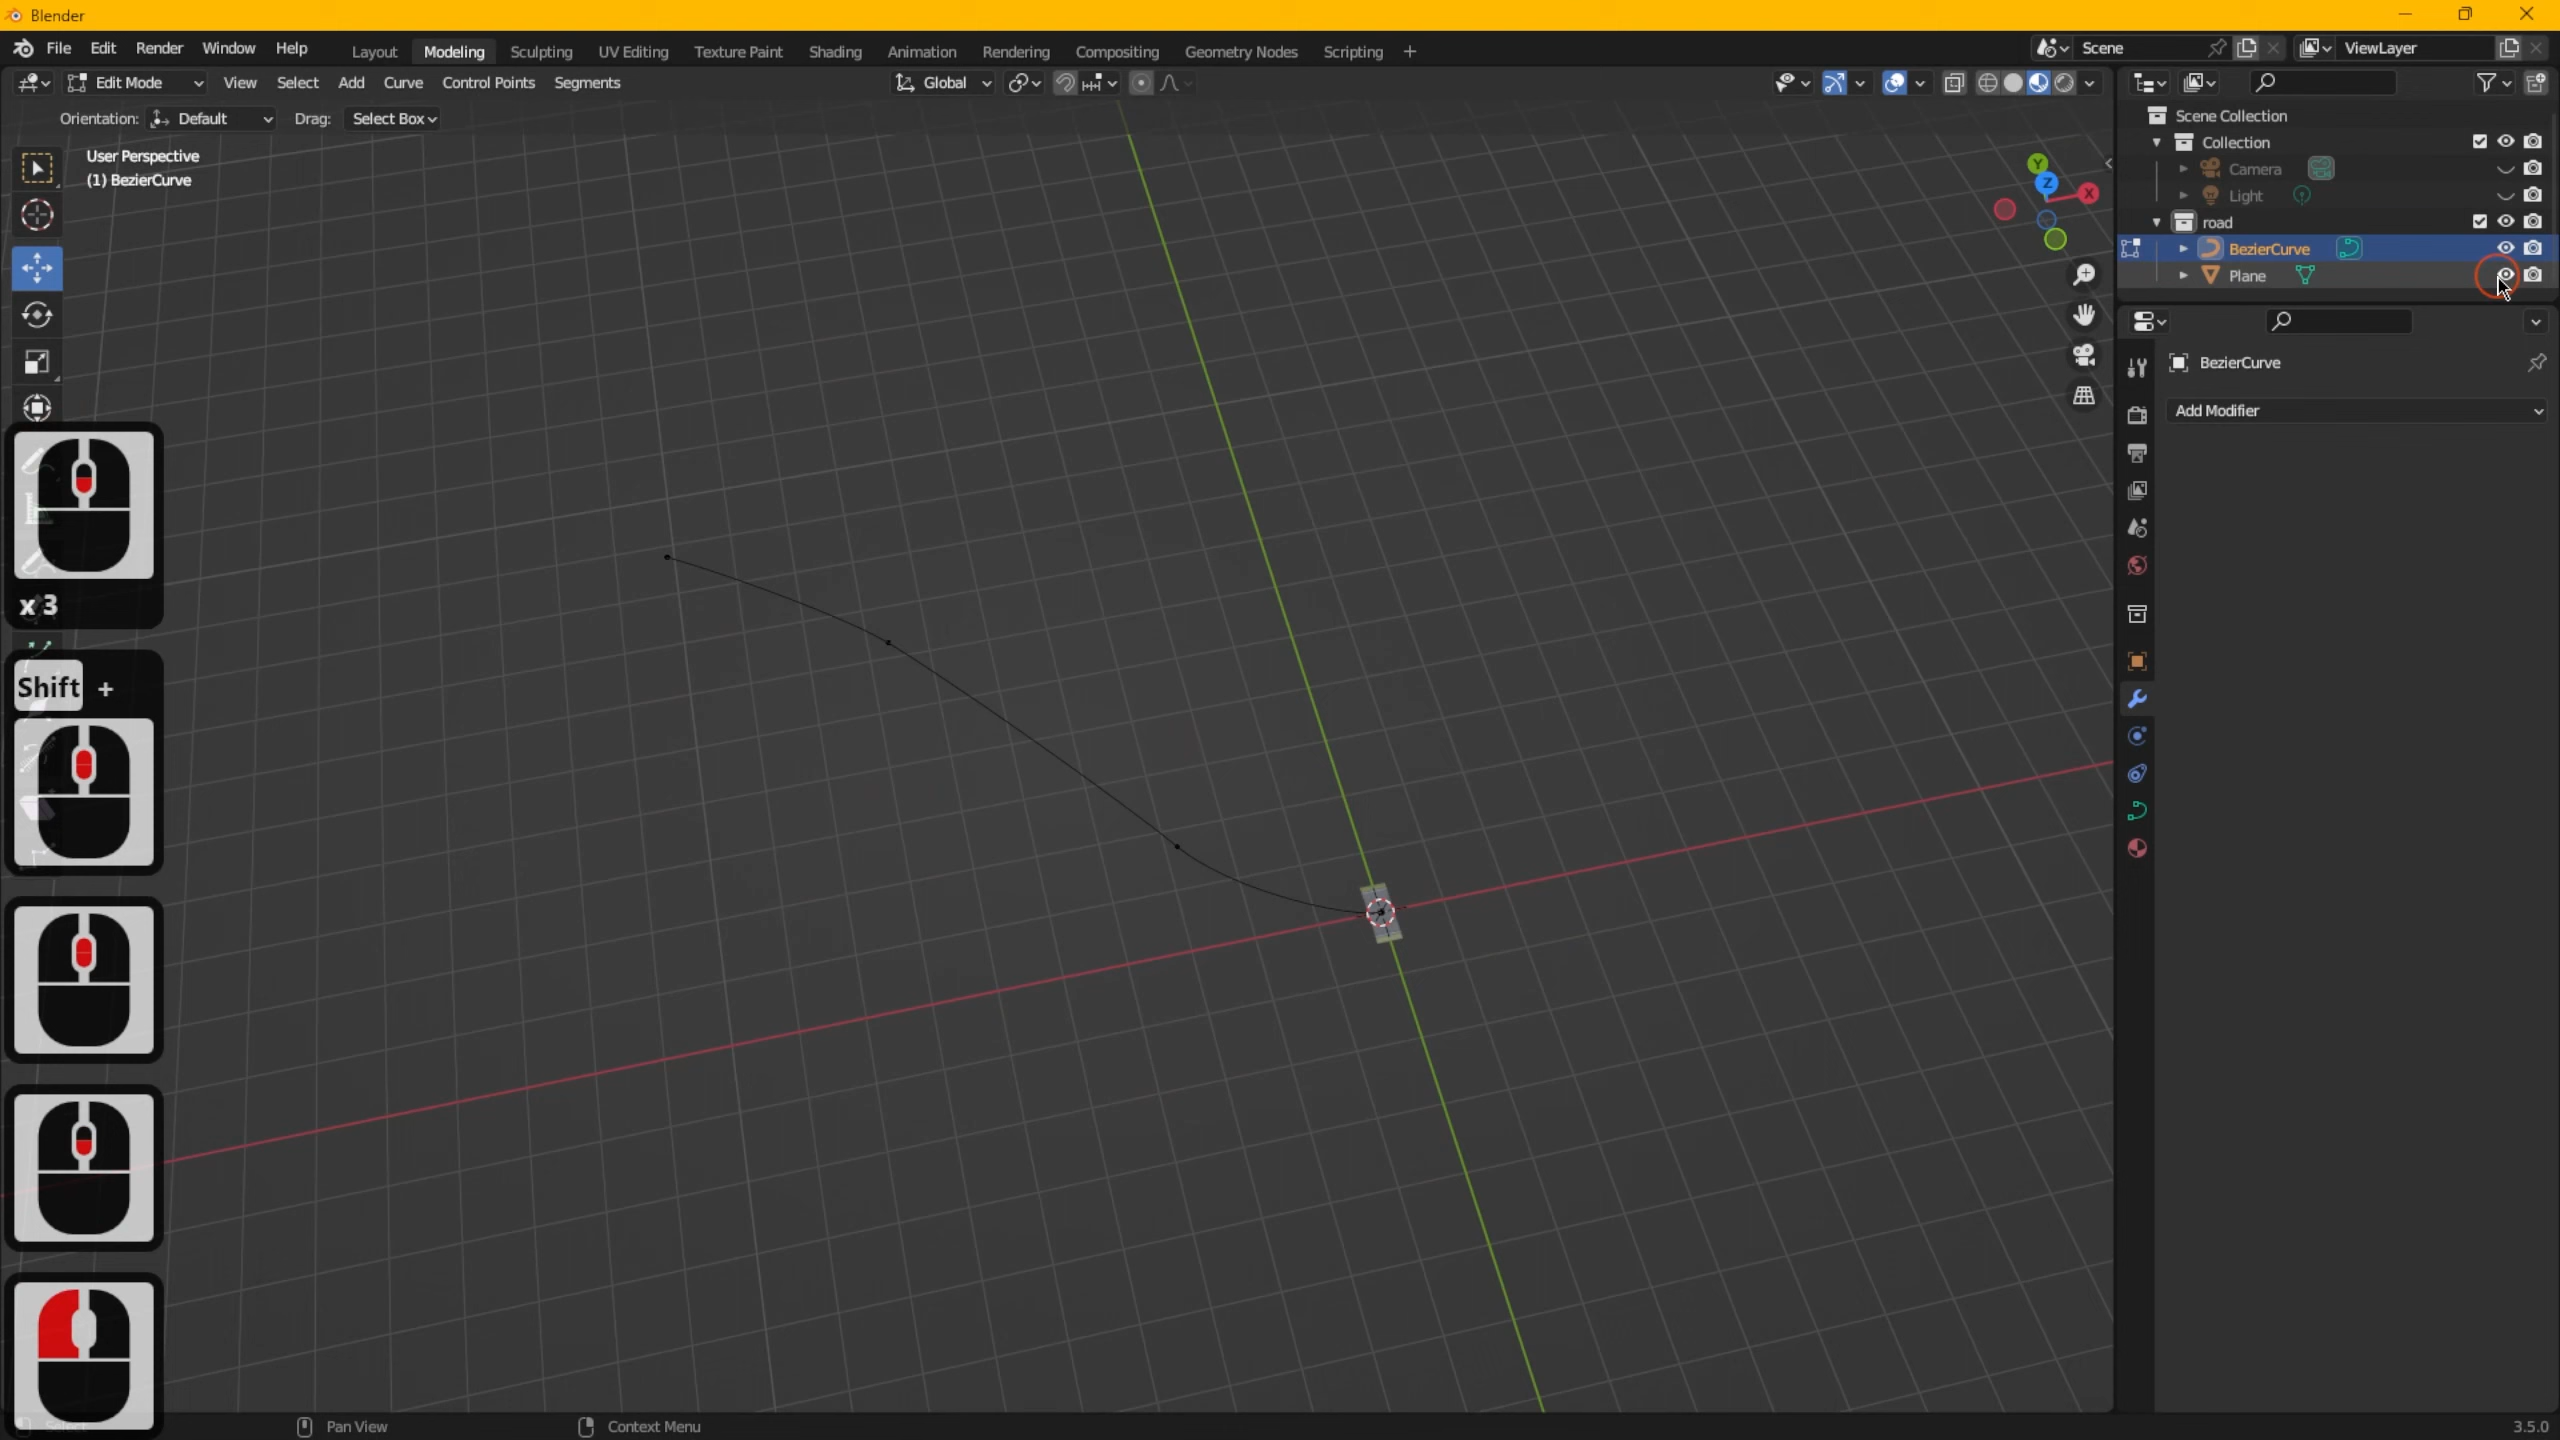 Blender
File Edit Render Window Help Layout Modeling Sculpting UV Editing Texture Paint Shading Animation Rendering Compositing Geometry Nodes Scripting + Scene ViewLayer
Edit Mode View Select Add Curve Control Points Segments Global
Orientation: Default Drag: Select Box
User Perspective
(1) BezierCurve
Y
Z
X
Scene Collection
Collection
Camera
Light
road
BezierCurve
Plane
BezierCurve
Add Modifier
x 3
Shift +
Select Pan View Context Menu 3.5.0